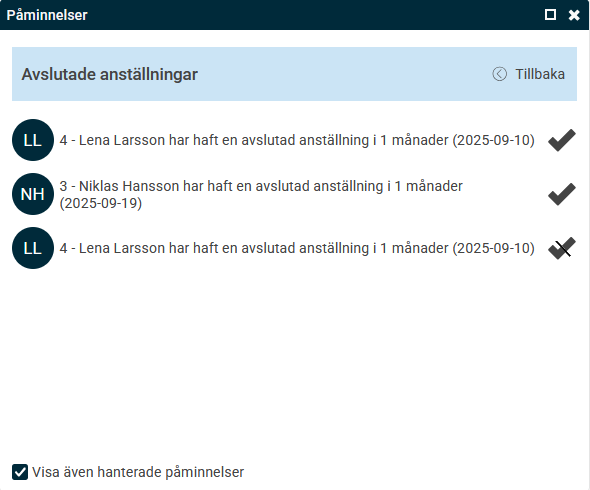 Påminnelser
Avslutade anställningar
Tillbaka
LL
4 - Lena Larsson har haft en avslutad anställning i 1 månader (2025-09-10)
NH
3 - Niklas Hansson har haft en avslutad anställning i 1 månader
(2025-09-19)
LL
4 - Lena Larsson har haft en avslutad anställning i 1 månader (2025-09-10)
Visa även hanterade påminnelser